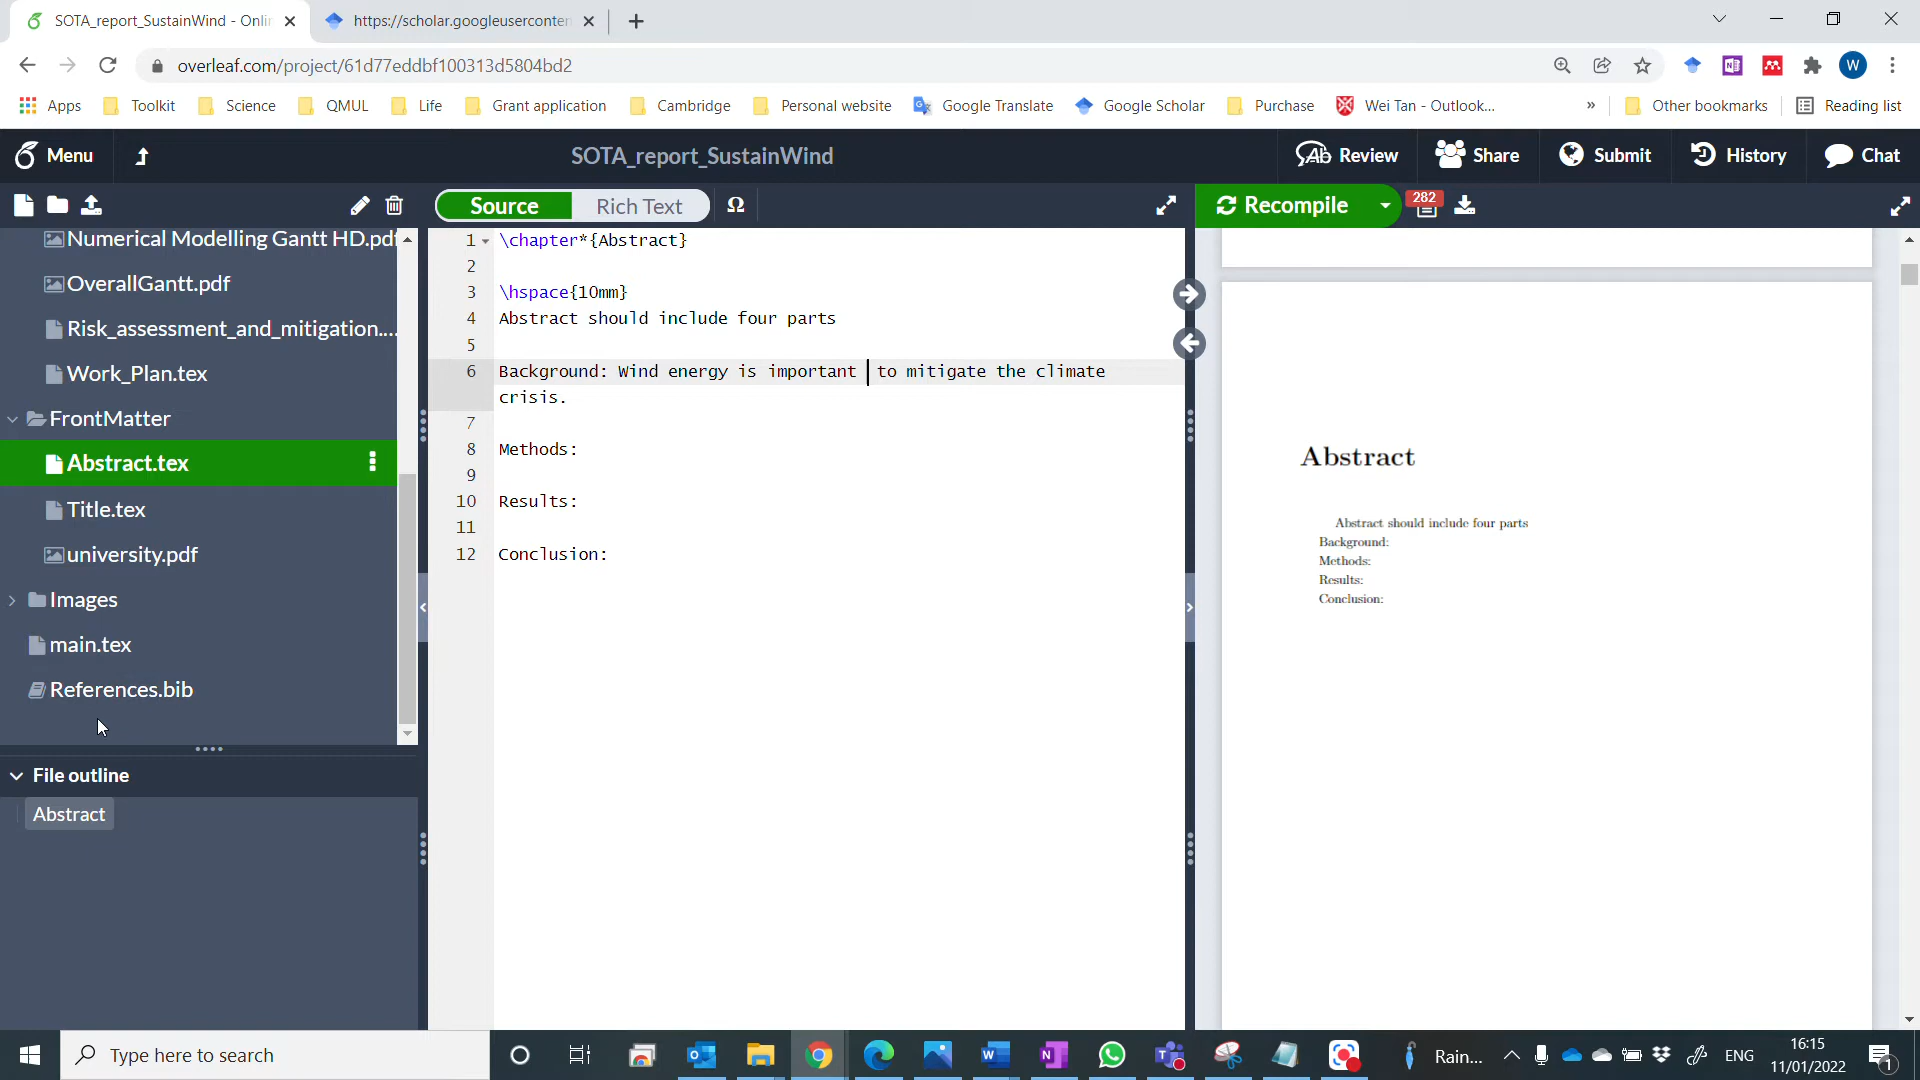 SOTA_report_SustainWind - Onli
https://scholar.googleuserconten
overleaf.com/project/61d77eddbf100313d5804bd2
W
Apps Toolkit Science QMUL Life Grant application Cambridge Personal website Google Translate Google Scholar Purchase Wei Tan - Outlook... » Other bookmarks Reading list
Menu SOTA_report_SustainWind Review Share Submit History Chat
Source Rich Text Ω Recompile 282
Numerical Modelling Gantt HD.pdf
OverallGantt.pdf
Risk_assessment_and_mitigation....
Work_Plan.tex
FrontMatter
Abstract.tex
Title.tex
university.pdf
Images
main.tex
References.bib
File outline
Abstract
1 \chapter*{Abstract}
2
3 \hspace{10mm}
4 Abstract should include four parts
5
6 Background: Wind energy is important to mitigate the climate
crisis.
7
8 Methods:
9
10 Results:
11
12 Conclusion:
Abstract
Abstract should include four parts
Background:
Methods:
Results:
Conclusion:
Type here to search
Rain...
ENG
16:15
11/01/2022
1